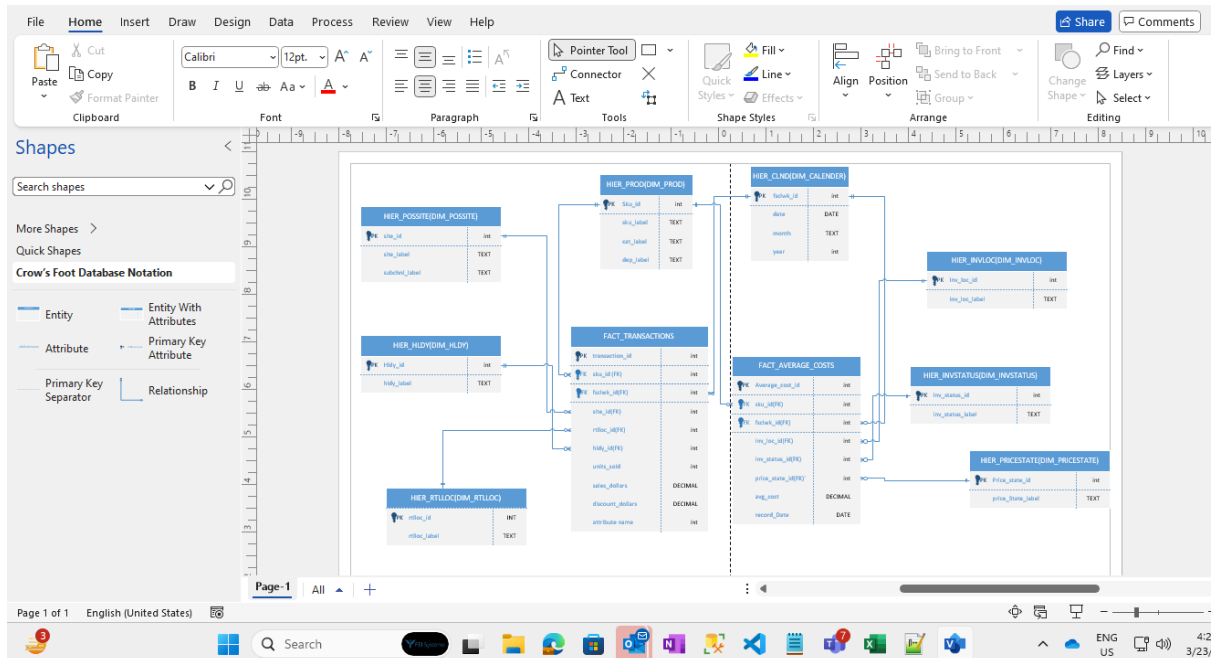 File Home Insert Draw Design Data Process Review View Help Share Comments
Paste Cut Copy Format Painter
Clipboard
Calibri 12pt. A A
B I U ab Aa A
Font
Paragraph
Pointer Tool
Connector
A Text
Tools
Quick Styles Fill Line Effects
Shape Styles
Align Position Bring to Front Send to Back Group
Arrange
Change Shape Find Layers Select
Editing
Shapes
Search shapes
More Shapes
Quick Shapes
Crow's Foot Database Notation
Entity
Entity With Attributes
Attribute
Primary Key Attribute
Primary Key Separator
Relationship
HIER_POSSITE(DIM_POSSITE)
PK site_id int
site_label TEXT
subchnl_label TEXT
HIER_PROD(DIM_PROD)
PK Sku_id int
sku_label TEXT
cat_label TEXT
dep_label TEXT
HIER_CLND(DIM_CALENDER)
PK fsclwk_id int
date DATE
month TEXT
year int
HIER_INVLOC(DIM_INVLOC)
PK inv_loc_id int
inv_loc_label TEXT
HIER_HLDY(DIM_HLDY)
PK Hldy_id int
hldy_label TEXT
FACT_TRANSACTIONS
PK transaction_id int
FK sku_id(FK) int
FK fsclwk_id(FK) int
site_id(FK) int
rtlloc_id(FK) int
hldy_id(FK) int
units_sold int
sales_dollars DECIMAL
discount_dollars DECIMAL
attribute name int
FACT_AVERAGE_COSTS
PK Average_cost_id int
FK sku_id(FK) int
FK fsclwk_id(FK) int
inv_loc_id(FK) int
inv_status_id(FK) int
price_state_id(FK) int
avg_cost DECIMAL
record_Date DATE
HIER_INVSTATUS(DIM_INVSTATUS)
PK inv_status_id int
inv_status_label TEXT
HIER_PRICESTATE(DIM_PRICESTATE)
PK Price_state_id int
price_State_label TEXT
HIER_RTLLOC(DIM_RTLLOC)
PK rtlloc_id INT
rtlloc_label TEXT
Page-1 All
Page 1 of 1 English (United States)
3 Search 7 ENG
US